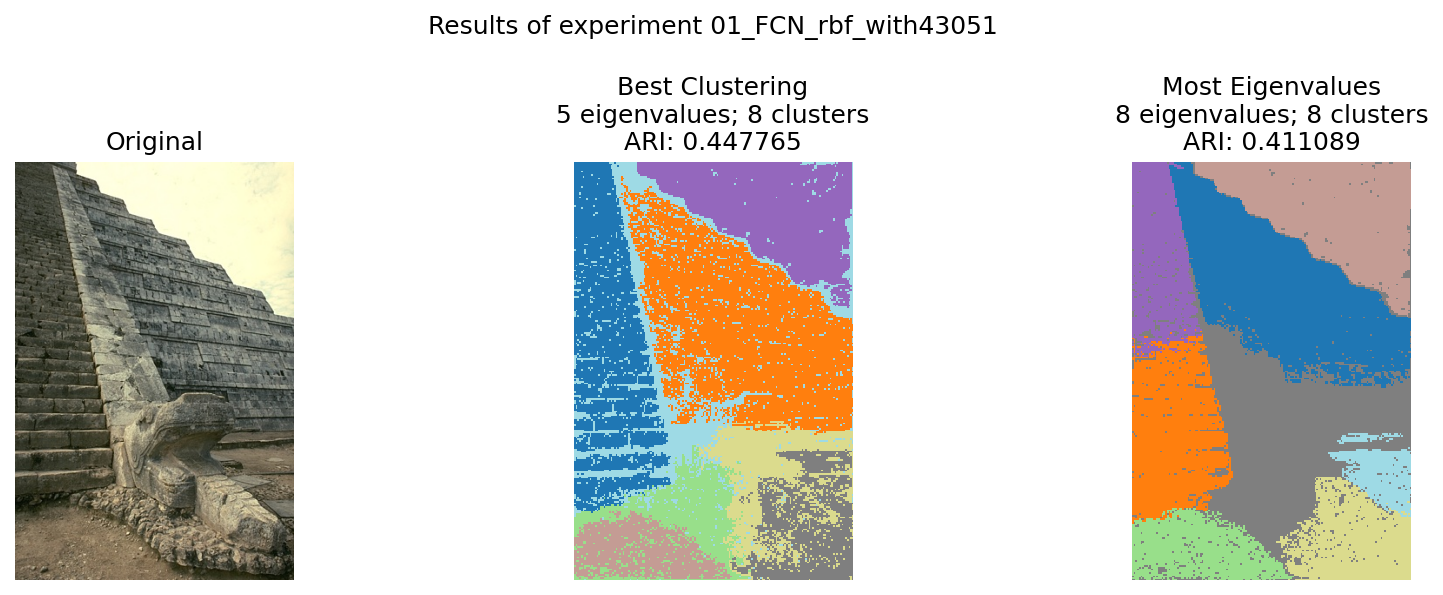 Results of experiment 01_FCN_rbf_with43051
Original
Best Clustering
5 eigenvalues; 8 clusters
ARI: 0.447765
Most Eigenvalues
8 eigenvalues; 8 clusters
ARI: 0.411089